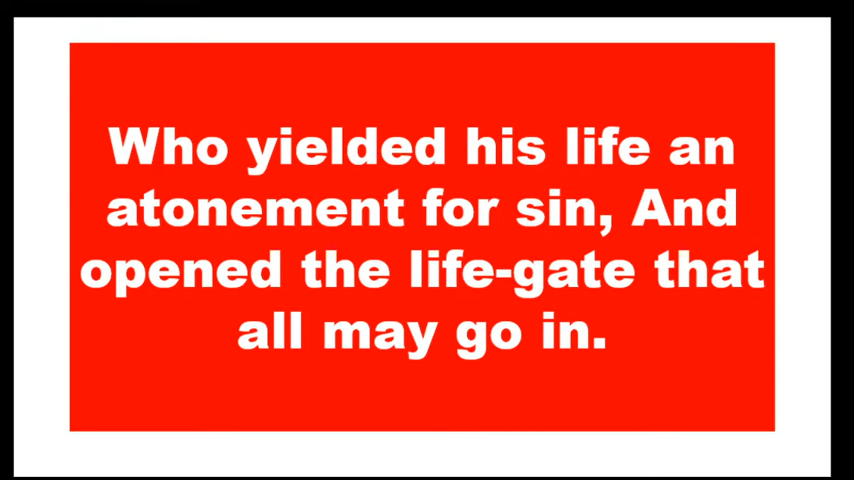 Who yielded his life an
atonement for sin, And
opened the life-gate that
all may go in.